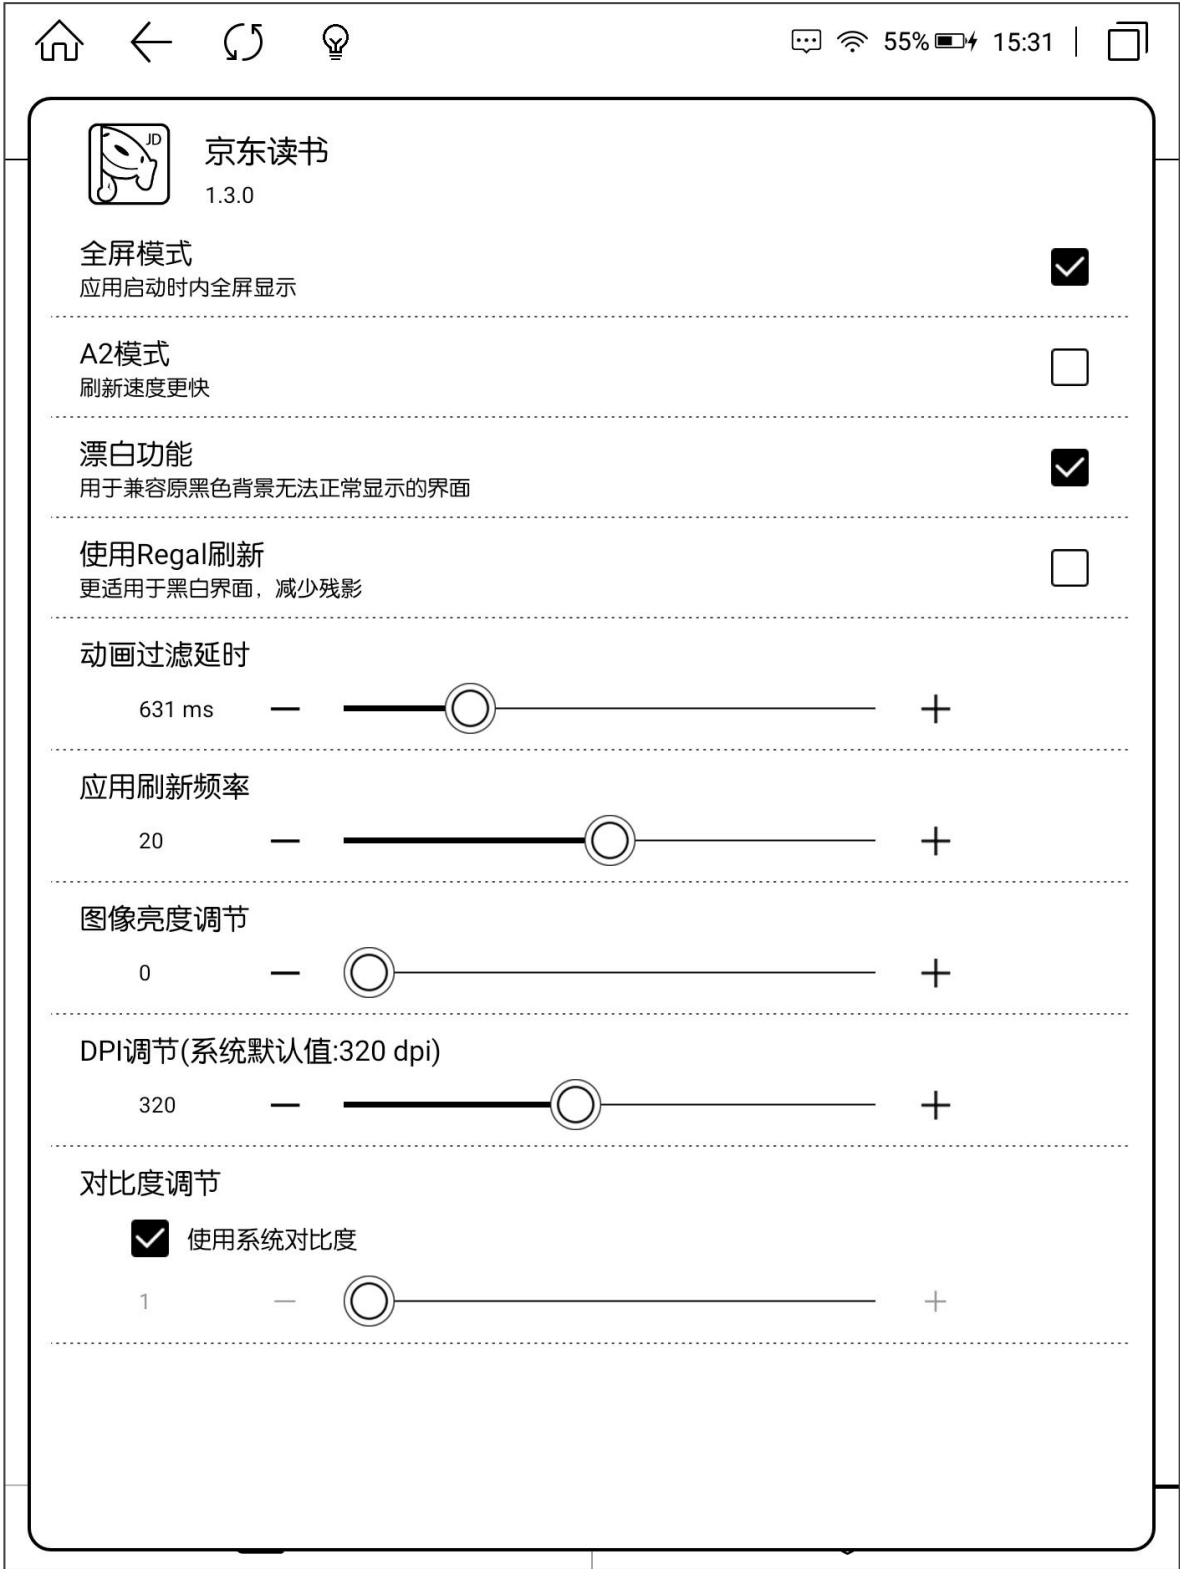 55% 15:31
JD
京东读书
1.3.0
全屏模式
应用启动时内全屏显示
A2模式
刷新速度更快
漂白功能
用于兼容原黑色背景无法正常显示的界面
使用Regal刷新
更适用于黑白界面，减少残影
动画过滤延时
631 ms
应用刷新频率
20
图像亮度调节
0
DPI调节(系统默认值:320 dpi)
320
对比度调节
使用系统对比度
1